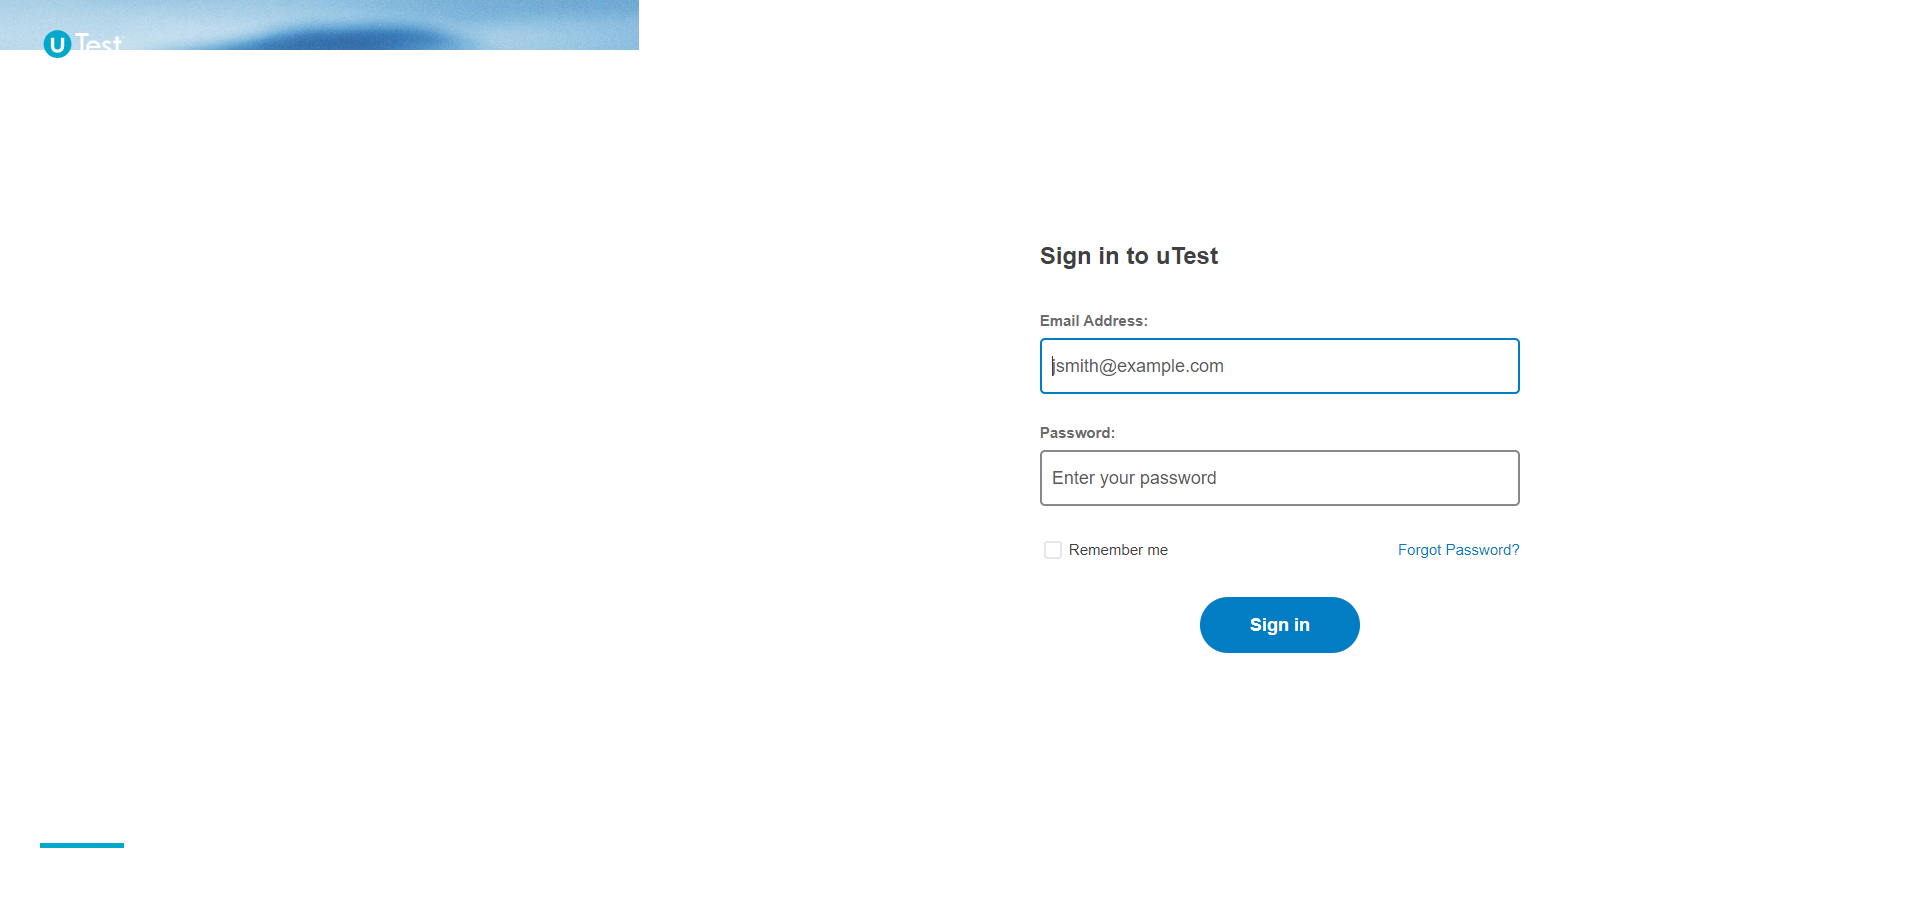 uTest
Sign in to uTest
Email Address:
jsmith@example.com
Password:
Enter your password
Remember me
Forgot Password?
Sign in